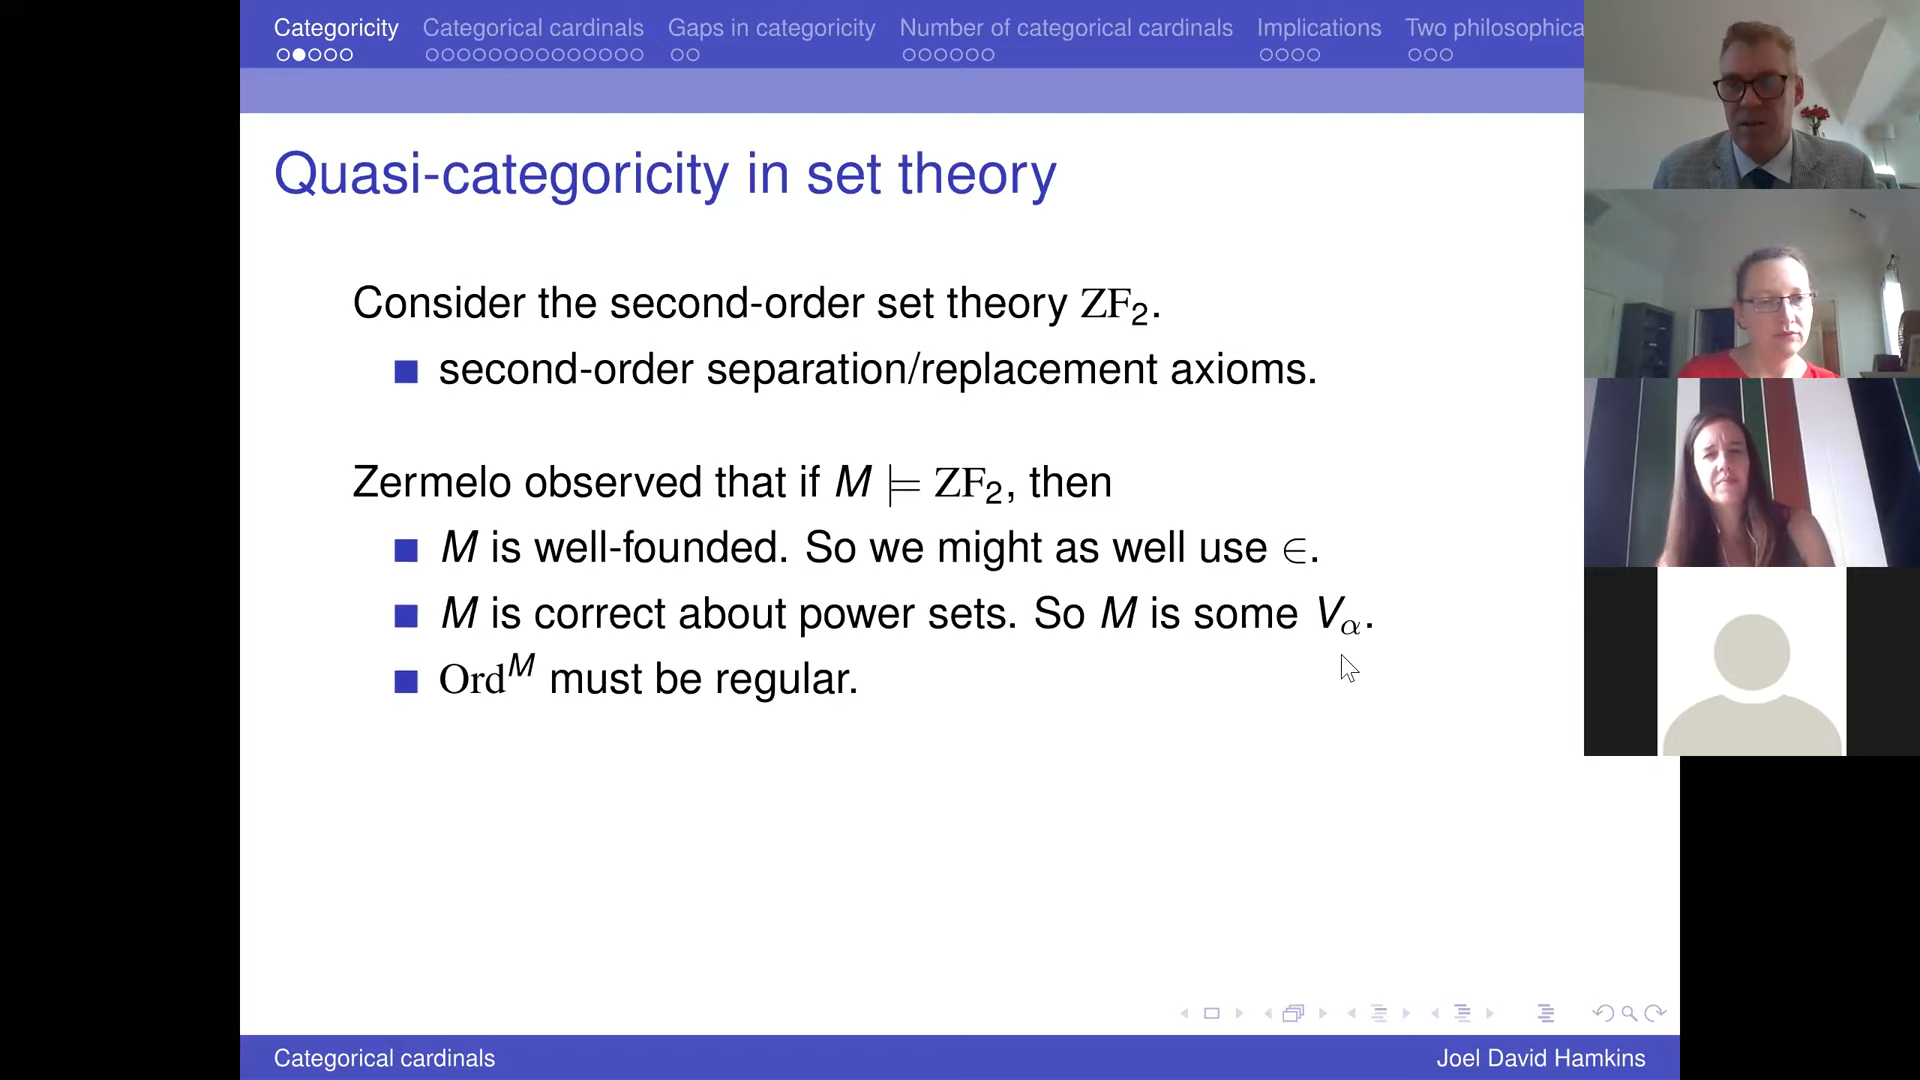 Categoricity Categorical cardinals Gaps in categoricity Number of categorical cardinals Implications Two philosophica
Quasi-categoricity in set theory
Consider the second-order set theory ZF₂.
second-order separation/replacement axioms.
Zermelo observed that if M ⊨ ZF₂, then
M is well-founded. So we might as well use ∈.
M is correct about power sets. So M is some V_α.
Ord^M must be regular.
Categorical cardinals Joel David Hamkins